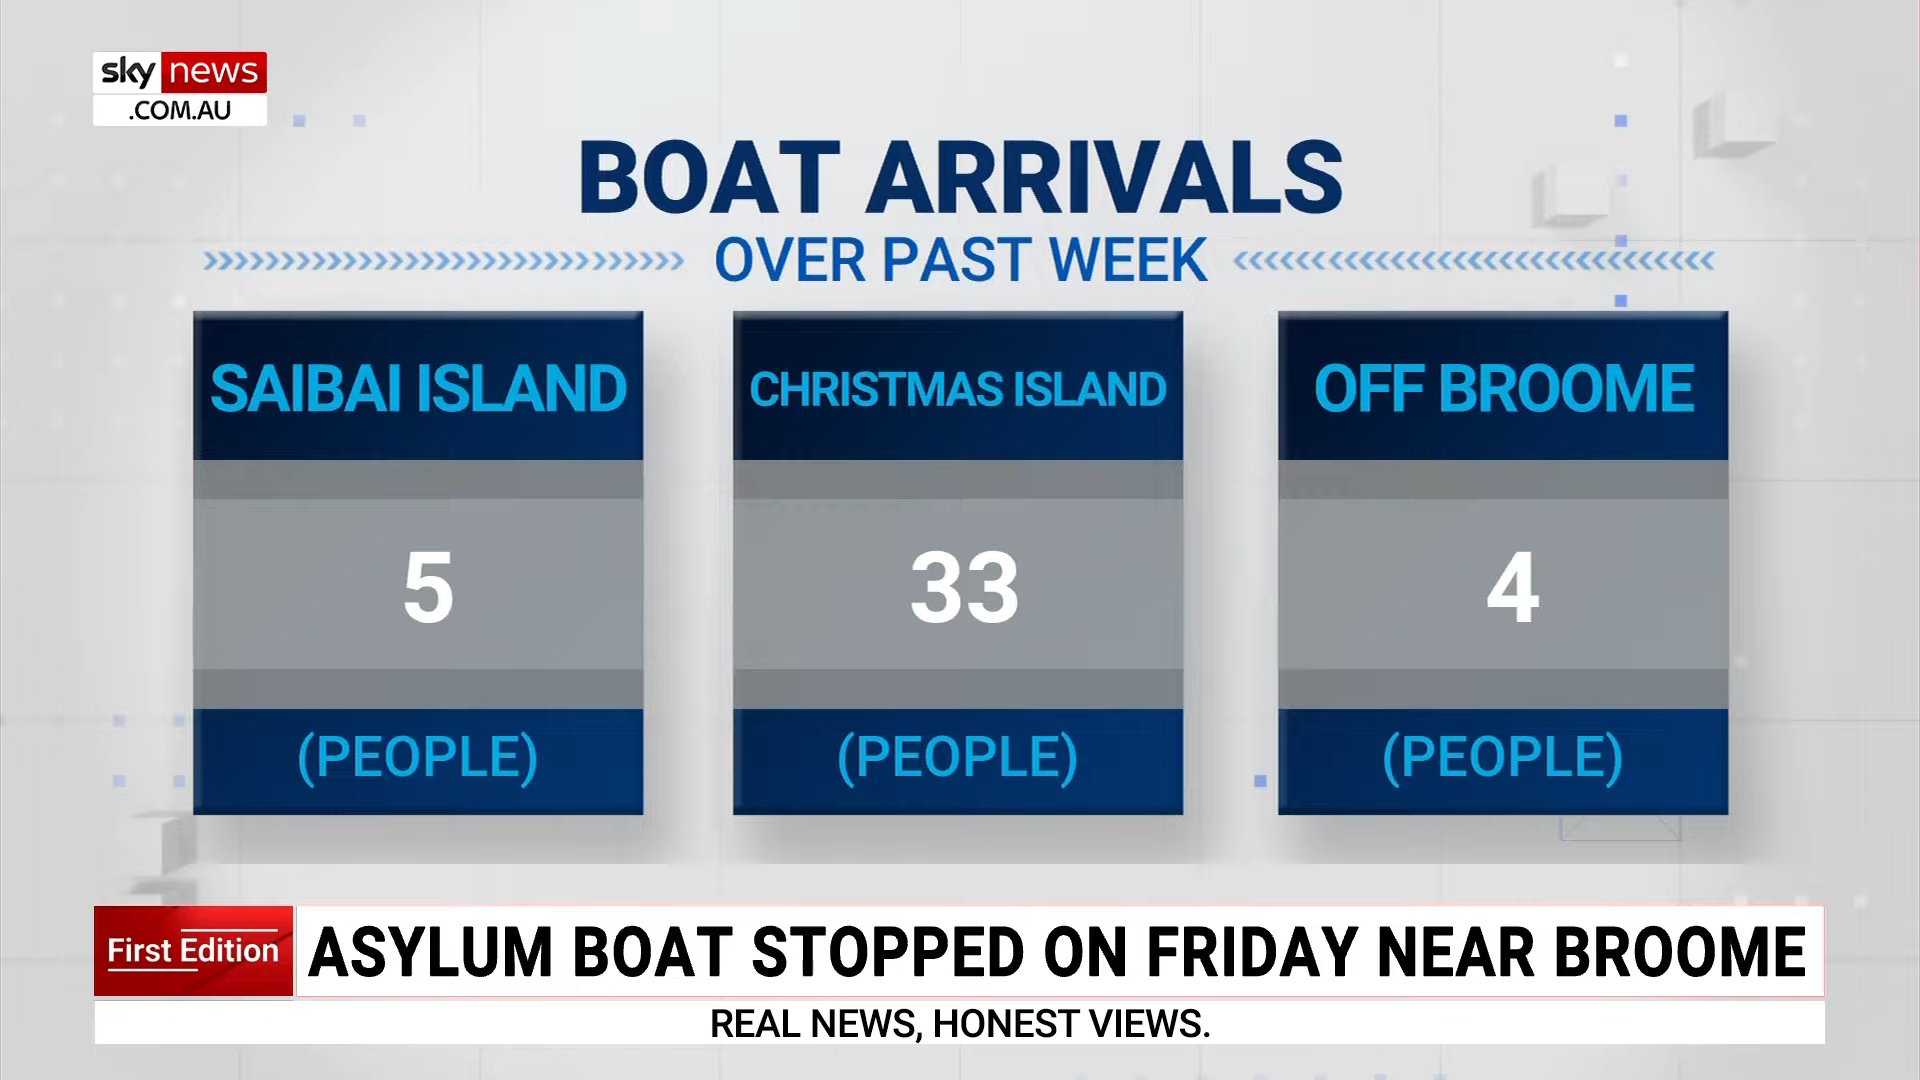 sky news
.COM.AU
BOAT ARRIVALS
OVER PAST WEEK
SAIBAI ISLAND
5
(PEOPLE)
CHRISTMAS ISLAND
33
(PEOPLE)
OFF BROOME
4
(PEOPLE)
First Edition
ASYLUM BOAT STOPPED ON FRIDAY NEAR BROOME
REAL NEWS, HONEST VIEWS.